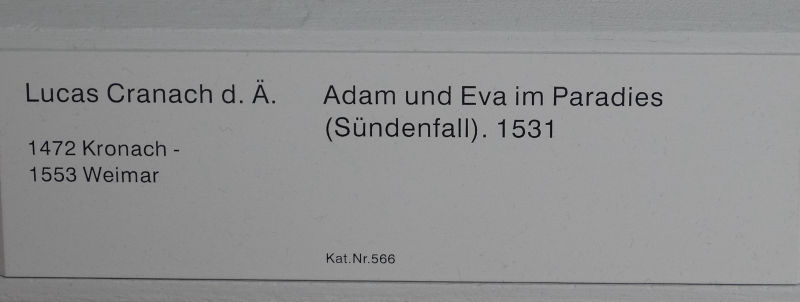 Lucas Cranach d. Ä.
1472 Kronach -
1553 Weimar
Adam und Eva im Paradies
(Sündenfall). 1531
Kat.Nr.566